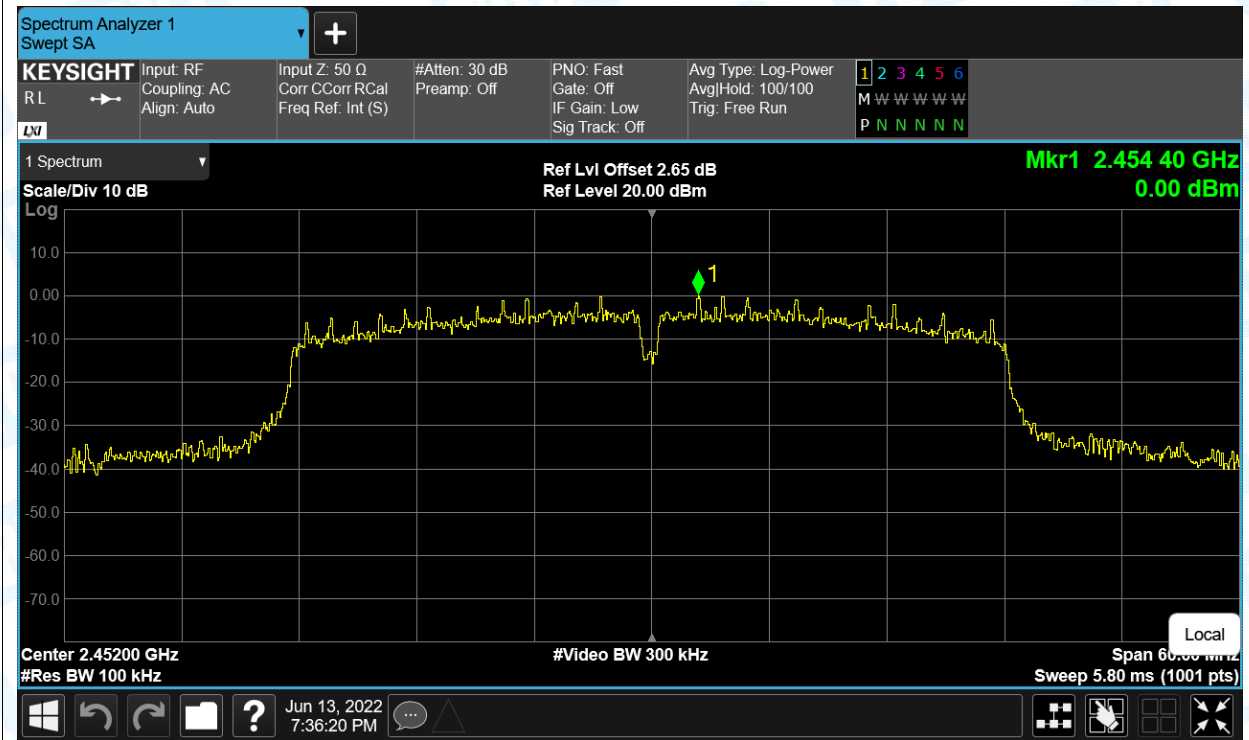 Spectrum Analyzer 1
Swept SA
KEYSIGHT
R L
LXI
Input: RF
Coupling: AC
Align: Auto
Input Z: 50 Ω
Corr CCorr RCal
Freq Ref: Int (S)
#Atten: 30 dB
Preamp: Off
PNO: Fast
Gate: Off
IF Gain: Low
Sig Track: Off
Avg Type: Log-Power
Avg|Hold: 100/100
Trig: Free Run
1 2 3 4 5 6
M W W W W W
P N N N N N
1 Spectrum
Scale/Div 10 dB
Log
Ref Lvl Offset 2.65 dB
Ref Level 20.00 dBm
Mkr1 2.454 40 GHz
0.00 dBm
10.0
1
0.00
-10.0
-20.0
-30.0
-40.0
-50.0
-60.0
-70.0
Local
Center 2.45200 GHz
#Video BW 300 kHz
Span 60.00 MHz
#Res BW 100 kHz
Sweep 5.80 ms (1001 pts)
?
Jun 13, 2022
7:36:20 PM